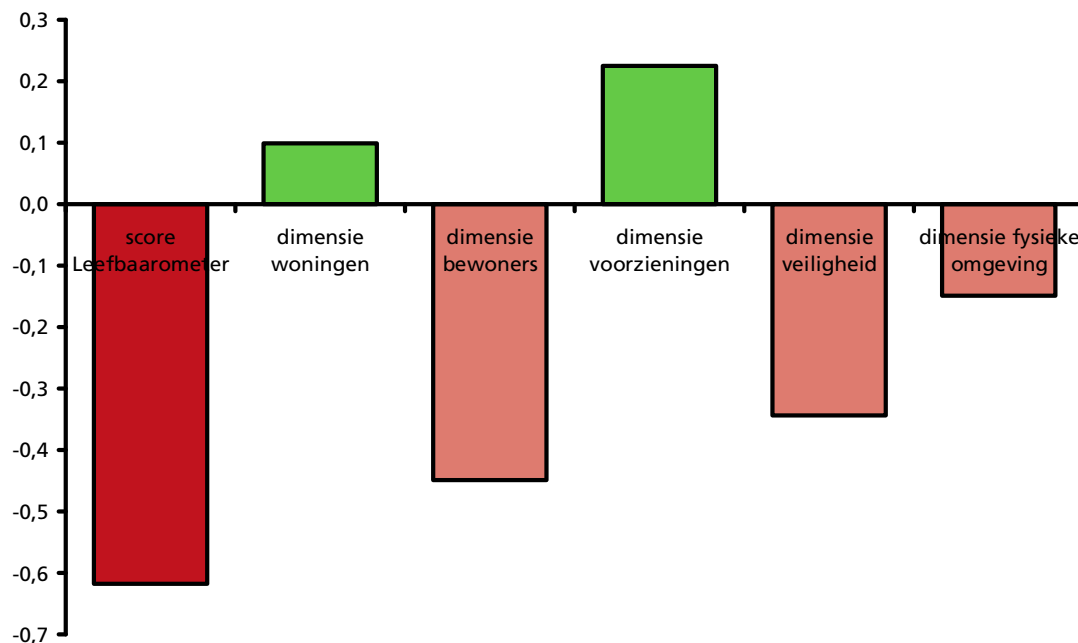 0,3
0,2
0,1
0,0
-0,1
-0,2
-0,3
-0,4
-0,5
-0,6
-0,7
score
Leefbaarometer
dimensie
woningen
dimensie
bewoners
dimensie
voorzieningen
dimensie
veiligheid
dimensie fysieke
omgeving